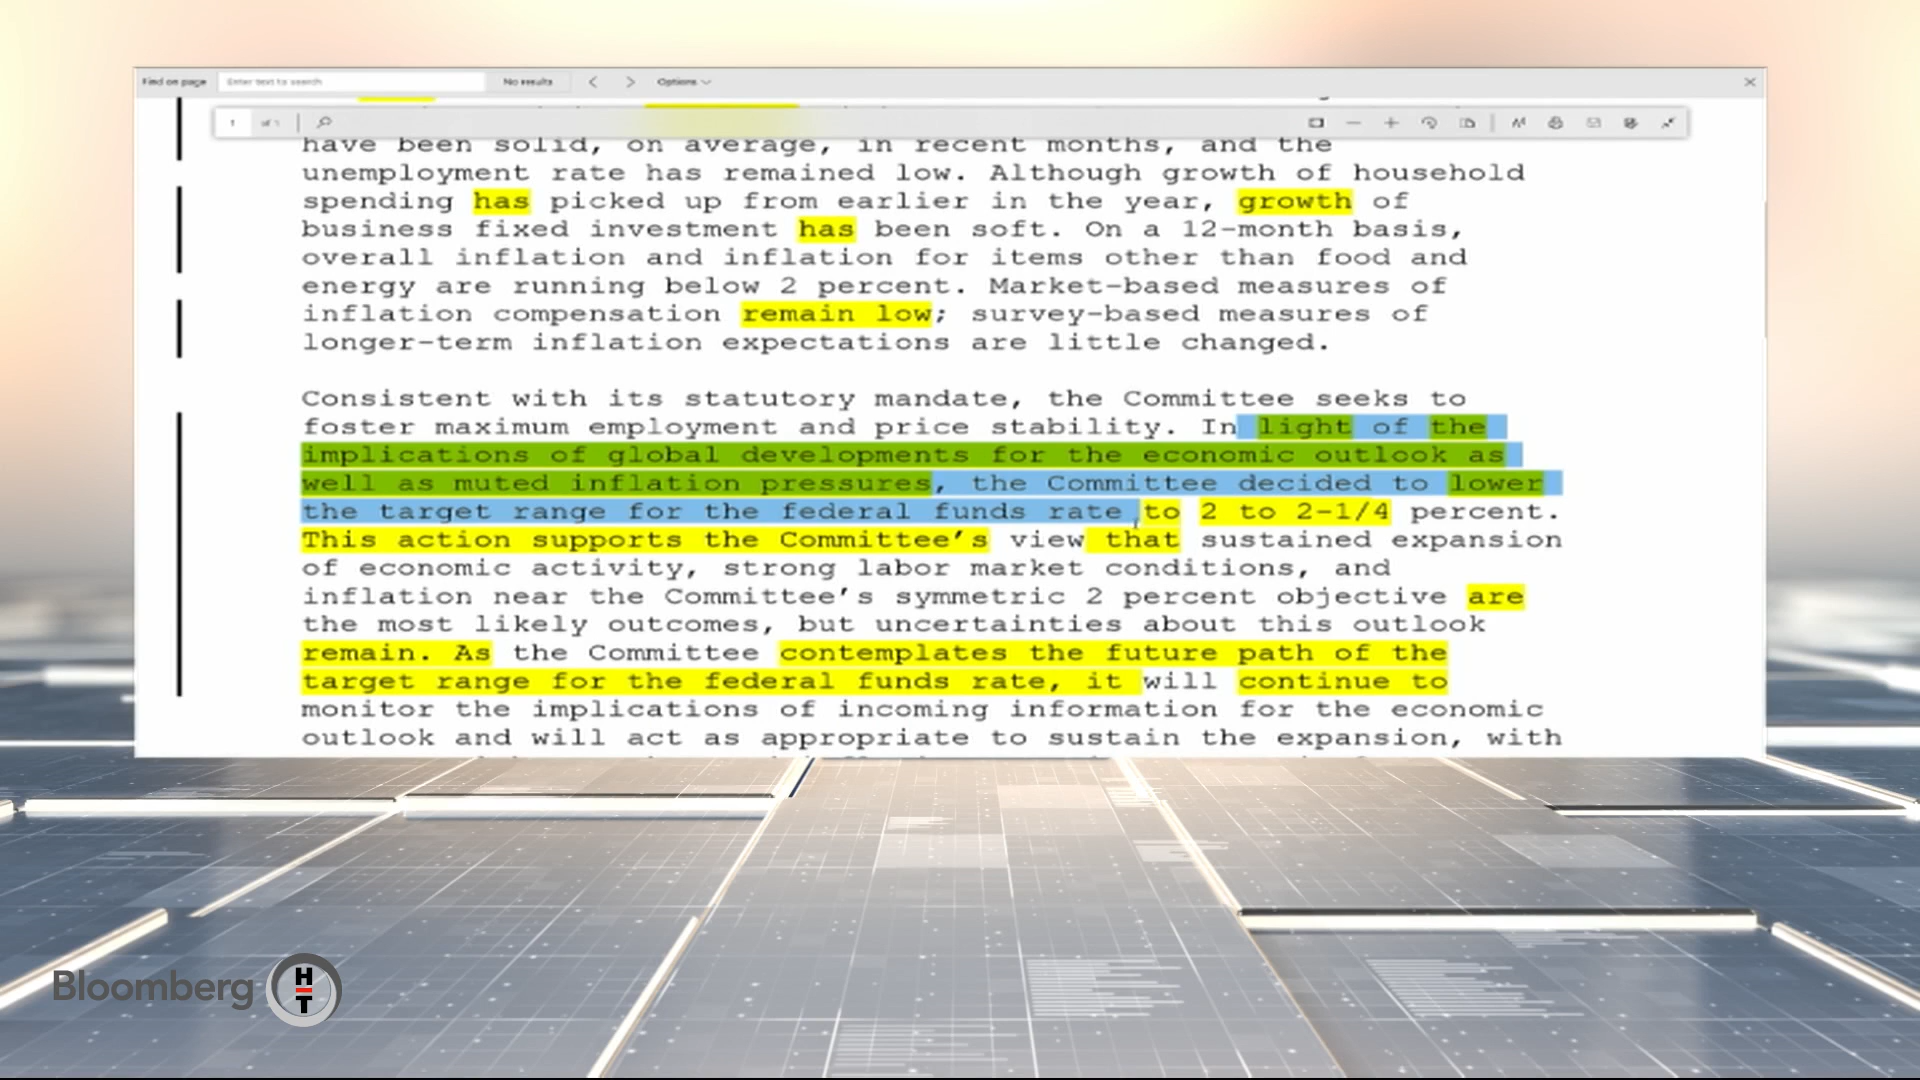 Find on page
Enter text to search
No results
Options
1
of 1
have been solid, on average, in recent months, and the
unemployment rate has remained low. Although growth of household
spending has picked up from earlier in the year, growth of
business fixed investment has been soft. On a 12-month basis,
overall inflation and inflation for items other than food and
energy are running below 2 percent. Market-based measures of
inflation compensation remain low; survey-based measures of
longer-term inflation expectations are little changed.
Consistent with its statutory mandate, the Committee seeks to
foster maximum employment and price stability. In light of the
implications of global developments for the economic outlook as
well as muted inflation pressures, the Committee decided to lower
the target range for the federal funds rate to 2 to 2-1/4 percent.
This action supports the Committee's view that sustained expansion
of economic activity, strong labor market conditions, and
inflation near the Committee's symmetric 2 percent objective are
the most likely outcomes, but uncertainties about this outlook
remain. As the Committee contemplates the future path of the
target range for the federal funds rate, it will continue to
monitor the implications of incoming information for the economic
outlook and will act as appropriate to sustain the expansion, with
Bloomberg HT